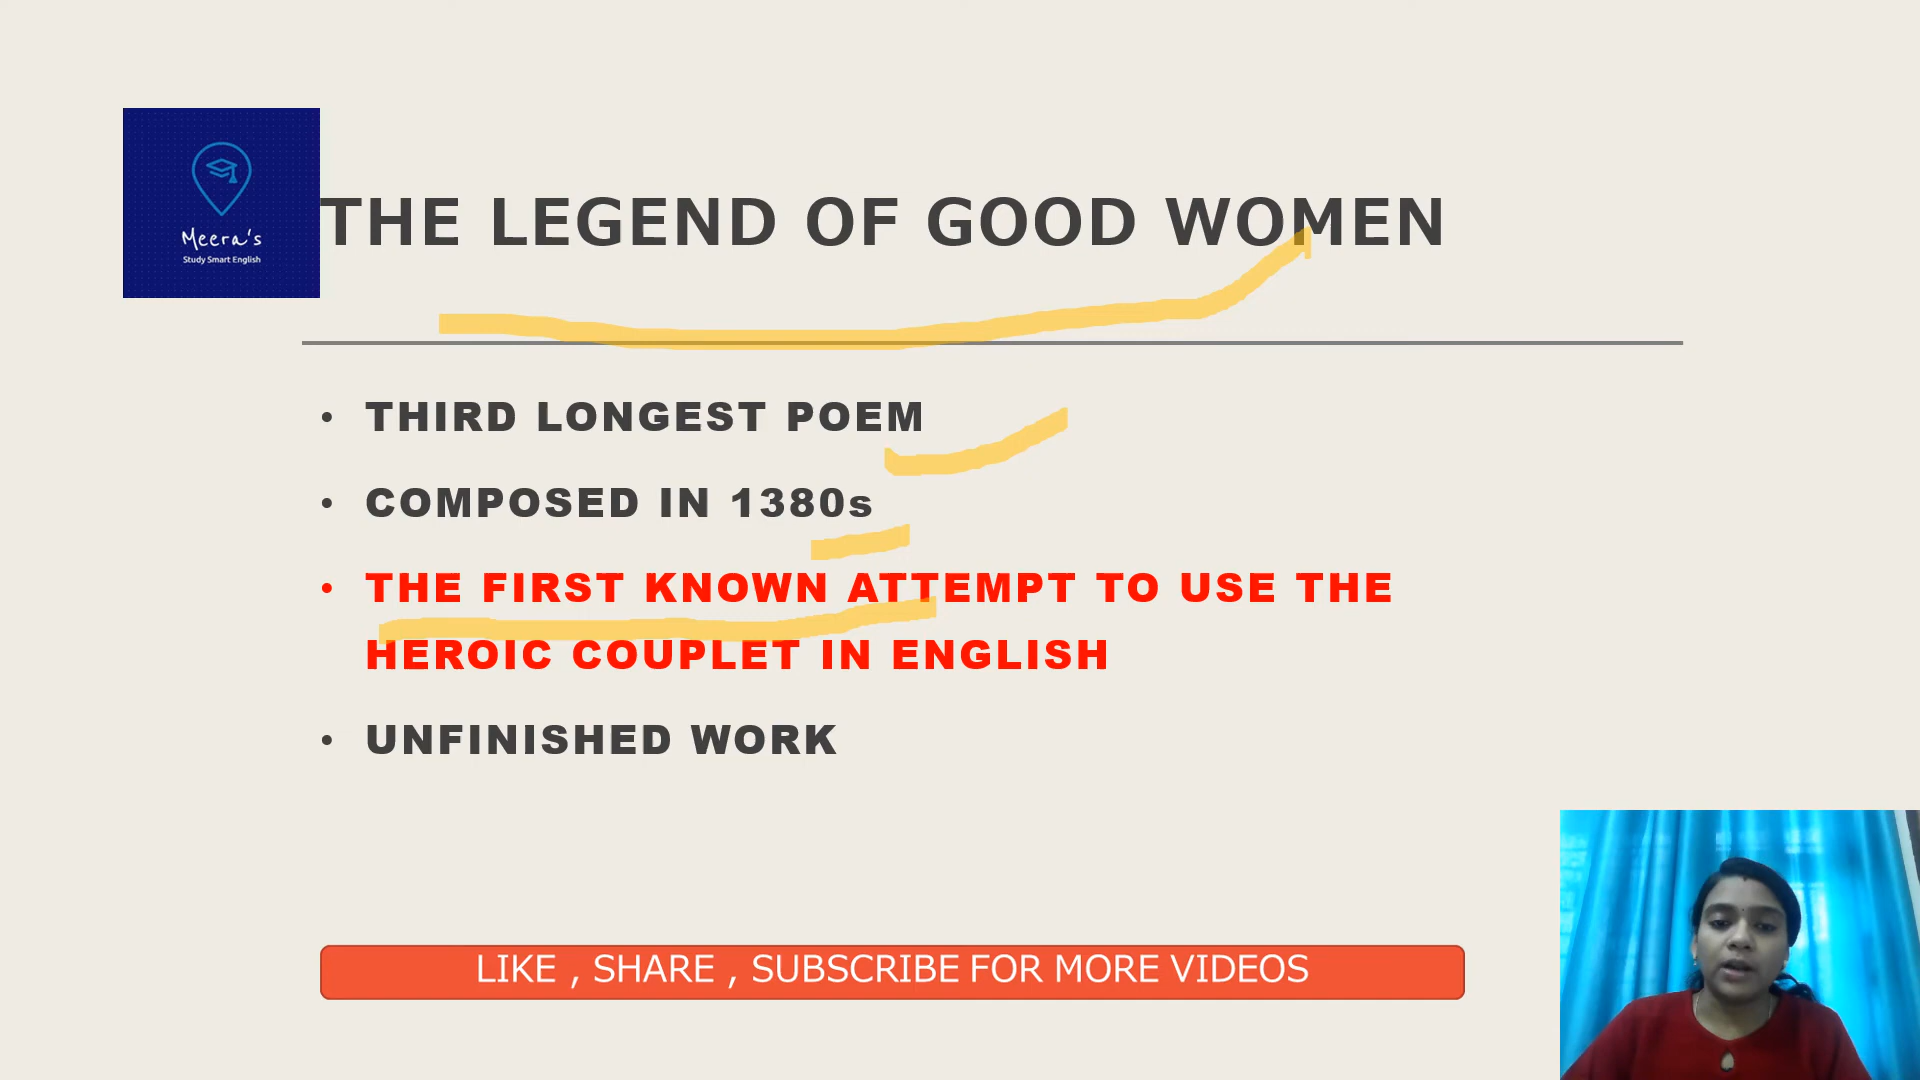 Meera's
Study Smart English
THE LEGEND OF GOOD WOMEN
• THIRD LONGEST POEM
• COMPOSED IN 1380s
• THE FIRST KNOWN ATTEMPT TO USE THE
HEROIC COUPLET IN ENGLISH
• UNFINISHED WORK
LIKE , SHARE , SUBSCRIBE FOR MORE VIDEOS